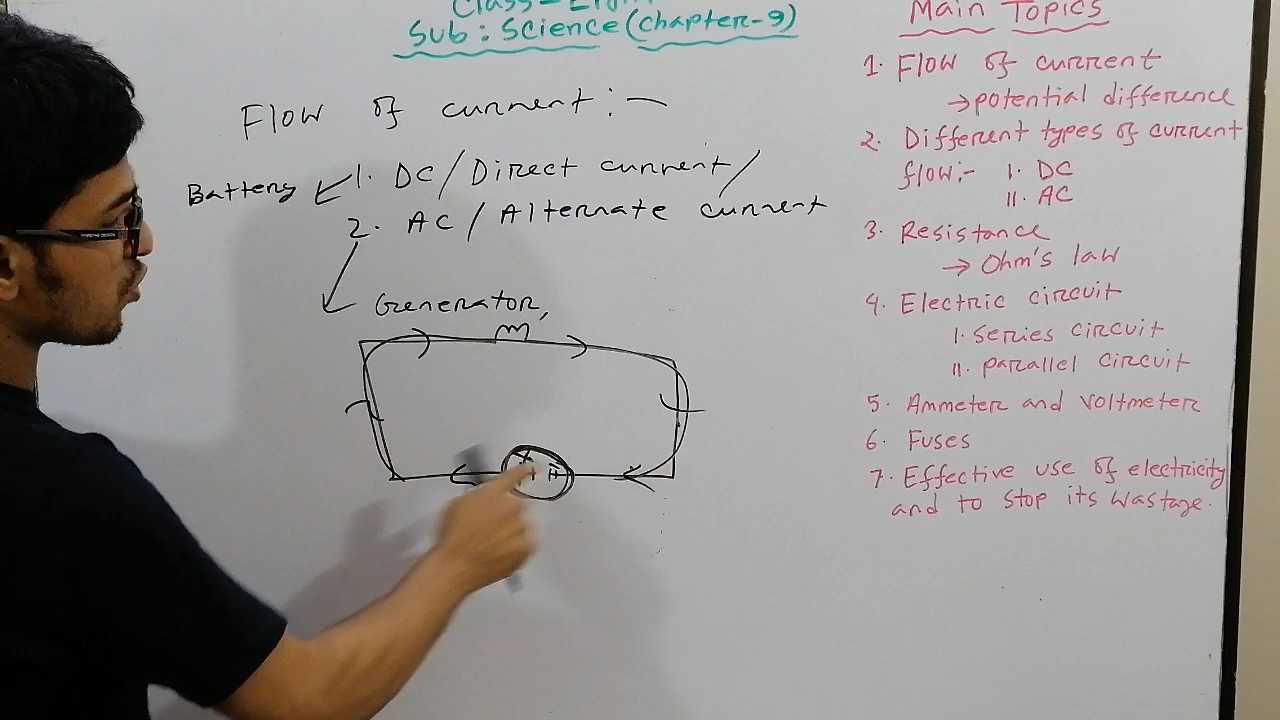 Sub: Science (chapter-9)
Flow of current:-
Battery 1. DC/Direct current/
2. AC/Alternate current
Generator,
Main Topics
1. Flow of current
→potential difference
2. Different types of current
flow:- I. DC
II. AC
3. Resistance
→ Ohm's law
4. Electric circuit
I. Series circuit
II. parallel circuit
5. Ammeter and voltmeter
6. Fuses
7. Effective use of electricity
and to stop its wastage.